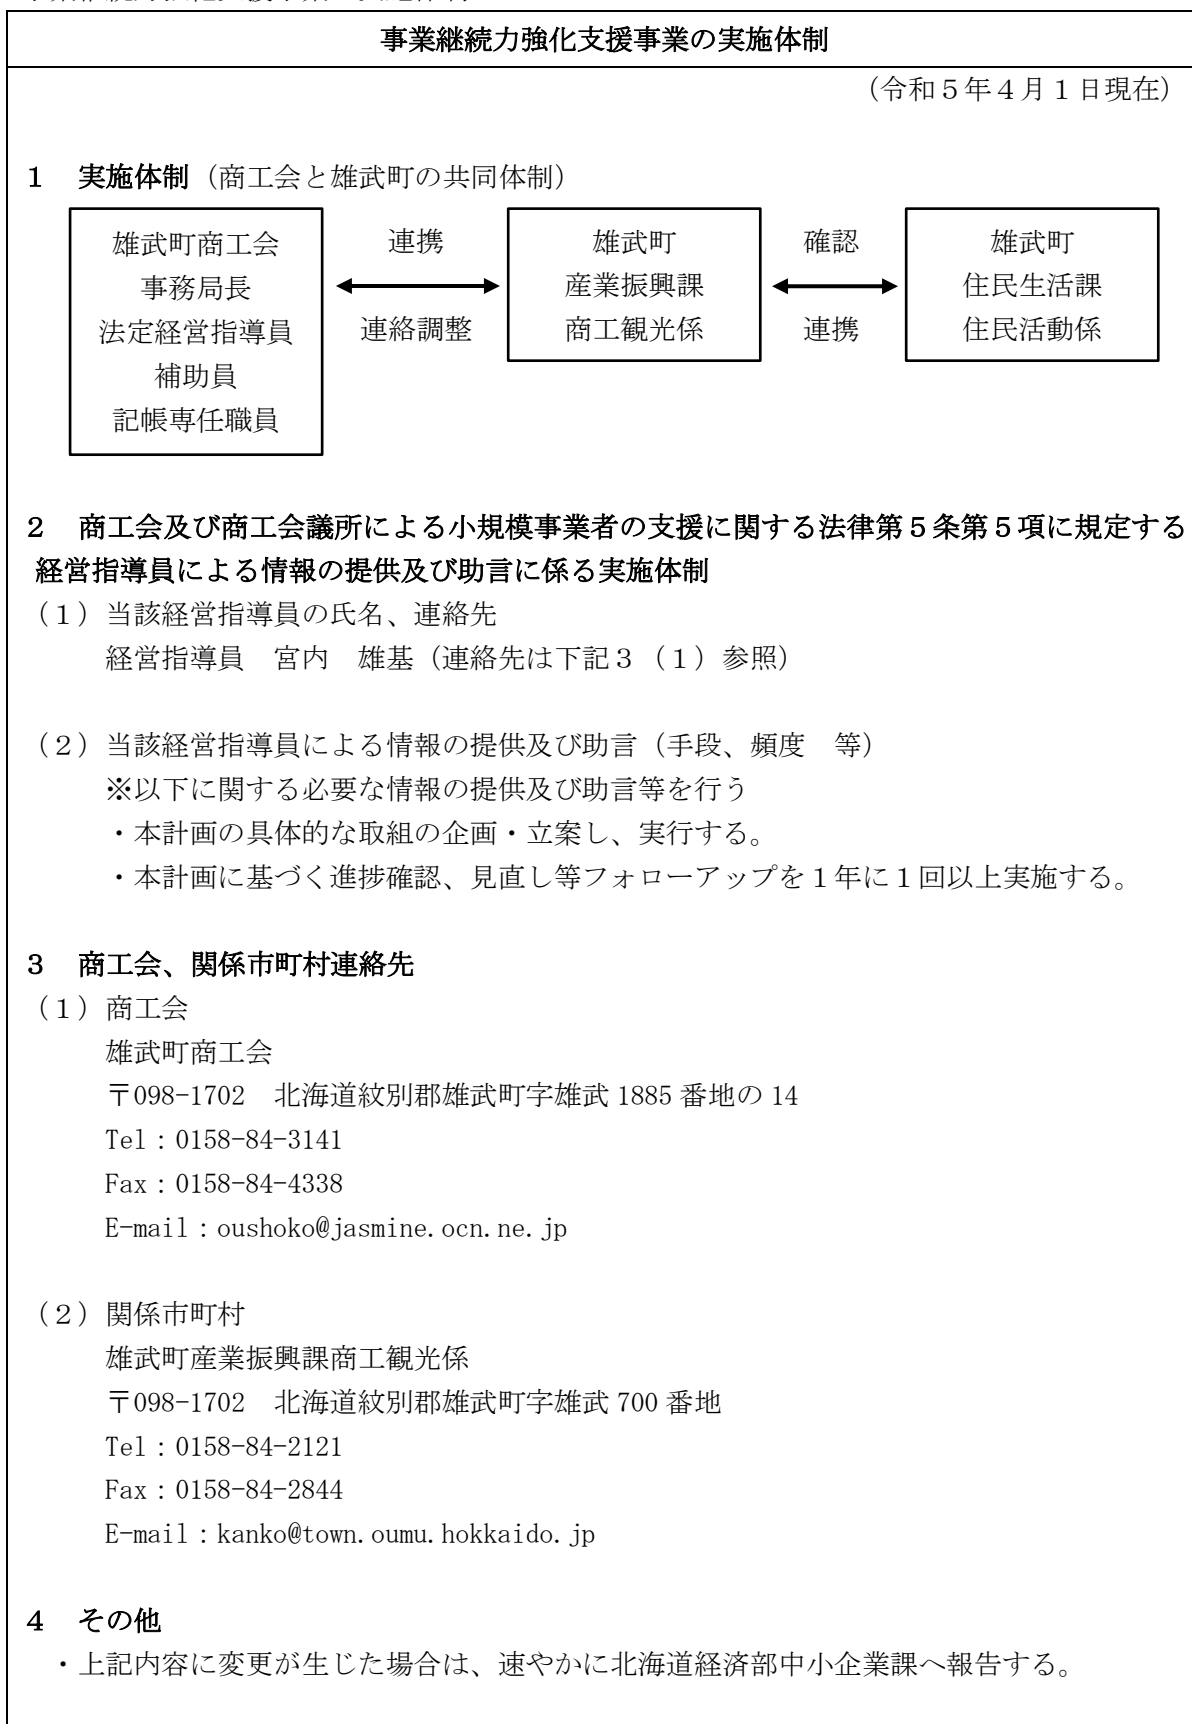 事業継続力強化支援事業の実施体制
（令和５年４月１日現在）
１　実施体制（商工会と雄武町の共同体制）
雄武町商工会
事務局長
法定経営指導員
補助員
記帳専任職員
連携
連絡調整
雄武町
産業振興課
商工観光係
確認
連携
雄武町
住民生活課
住民活動係
２　商工会及び商工会議所による小規模事業者の支援に関する法律第５条第５項に規定する
経営指導員による情報の提供及び助言に係る実施体制
（１）当該経営指導員の氏名、連絡先
経営指導員　宮内　雄基（連絡先は下記３（１）参照）
（２）当該経営指導員による情報の提供及び助言（手段、頻度　等）
※以下に関する必要な情報の提供及び助言等を行う
・本計画の具体的な取組の企画・立案し、実行する。
・本計画に基づく進捗確認、見直し等フォローアップを１年に１回以上実施する。
３　商工会、関係市町村連絡先
（１）商工会
雄武町商工会
〒098-1702　北海道紋別郡雄武町字雄武 1885 番地の 14
Tel：0158-84-3141
Fax：0158-84-4338
E-mail：oushoko@jasmine.ocn.ne.jp
（２）関係市町村
雄武町産業振興課商工観光係
〒098-1702　北海道紋別郡雄武町字雄武 700 番地
Tel：0158-84-2121
Fax：0158-84-2844
E-mail：kanko@town.oumu.hokkaido.jp
４　その他
・上記内容に変更が生じた場合は、速やかに北海道経済部中小企業課へ報告する。